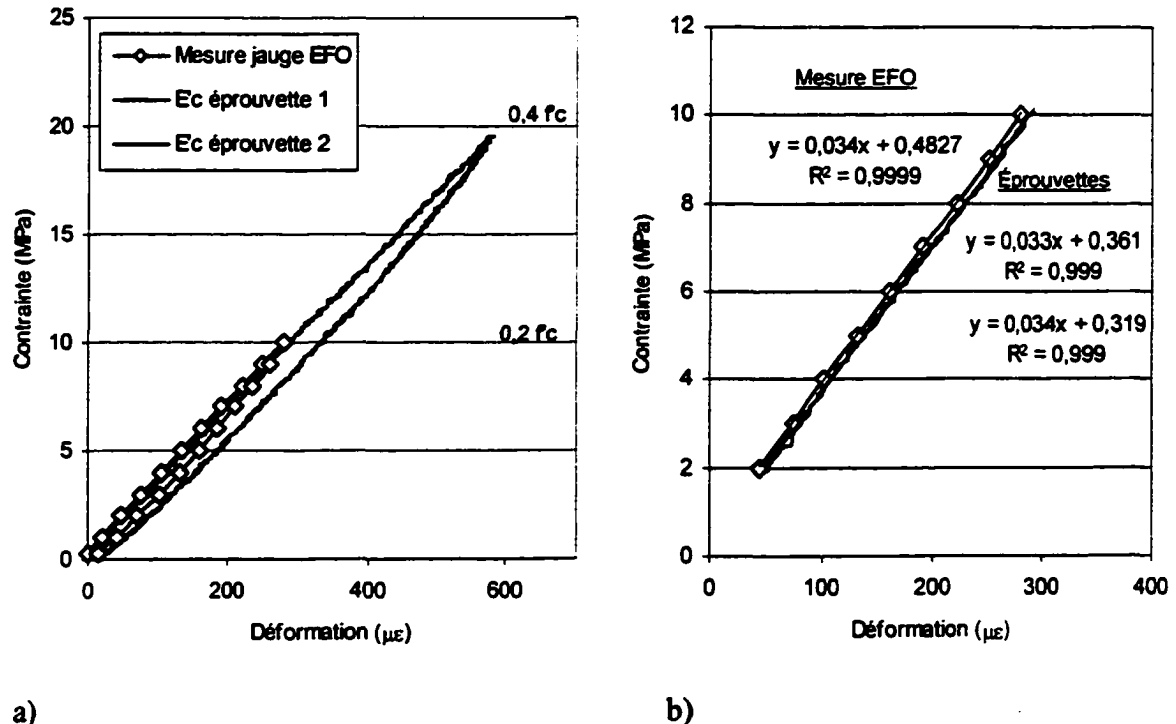 25
20
15
10
5
0
Contrainte (MPa)
Mesure jauge EFO
E'c éprouvette 1
E'c éprouvette 2
0,4 f'c
0,2 f'c
0
200
400
600
Déformation (µε)
a)
12
10
8
6
4
2
0
Contrainte (MPa)
Mesure EFO
y = 0,034x + 0,4827
R² = 0,9999
Éprouvettes
y = 0,033x + 0,361
R² = 0,999
y = 0,034x + 0,319
R² = 0,999
0
100
200
300
400
Déformation (µε)
b)